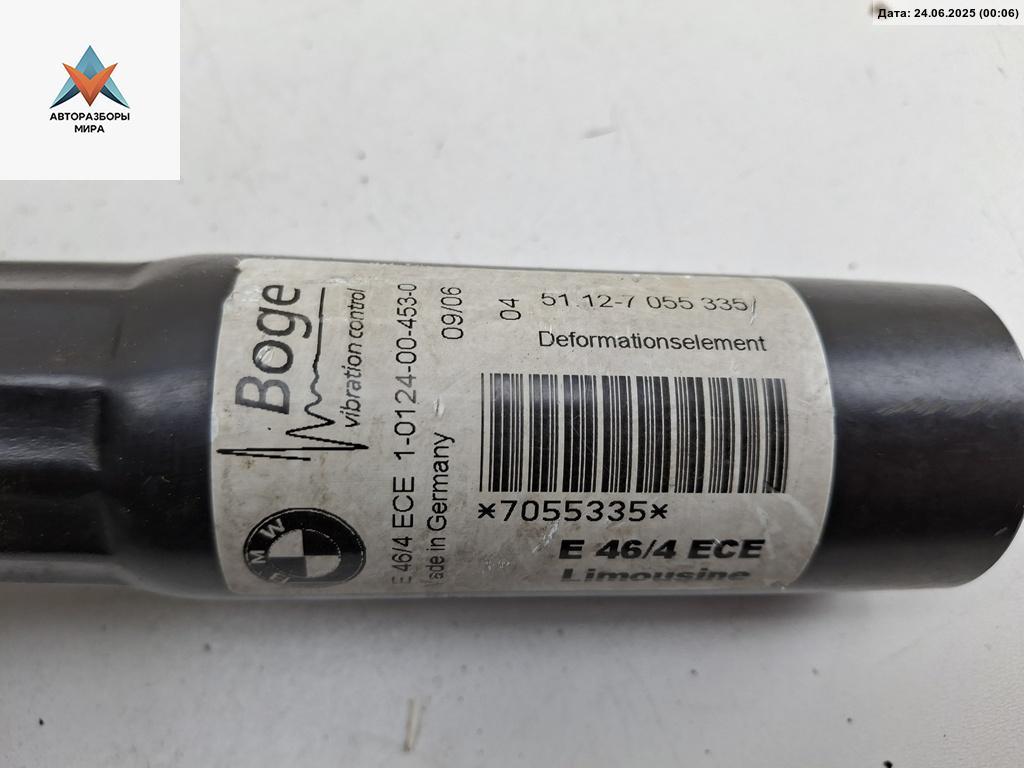 Дата: 24.06.2025 (00:06)
АВТОРАЗБОРЫ
МИРА
Boge
vibration control
E 46/4 ECE 1-0124-00-453-0
Made in Germany
09/06
04
51.12-7 055 335/
Deformationselement
*7055335*
E 46/4 ECE
Limousine
BMW